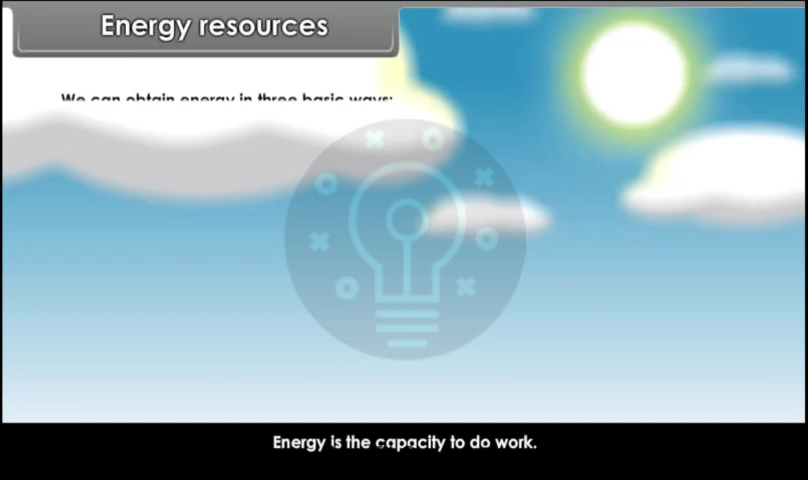 Energy resources
We can obtain energy in three basic ways:
Energy is the capacity to do work.